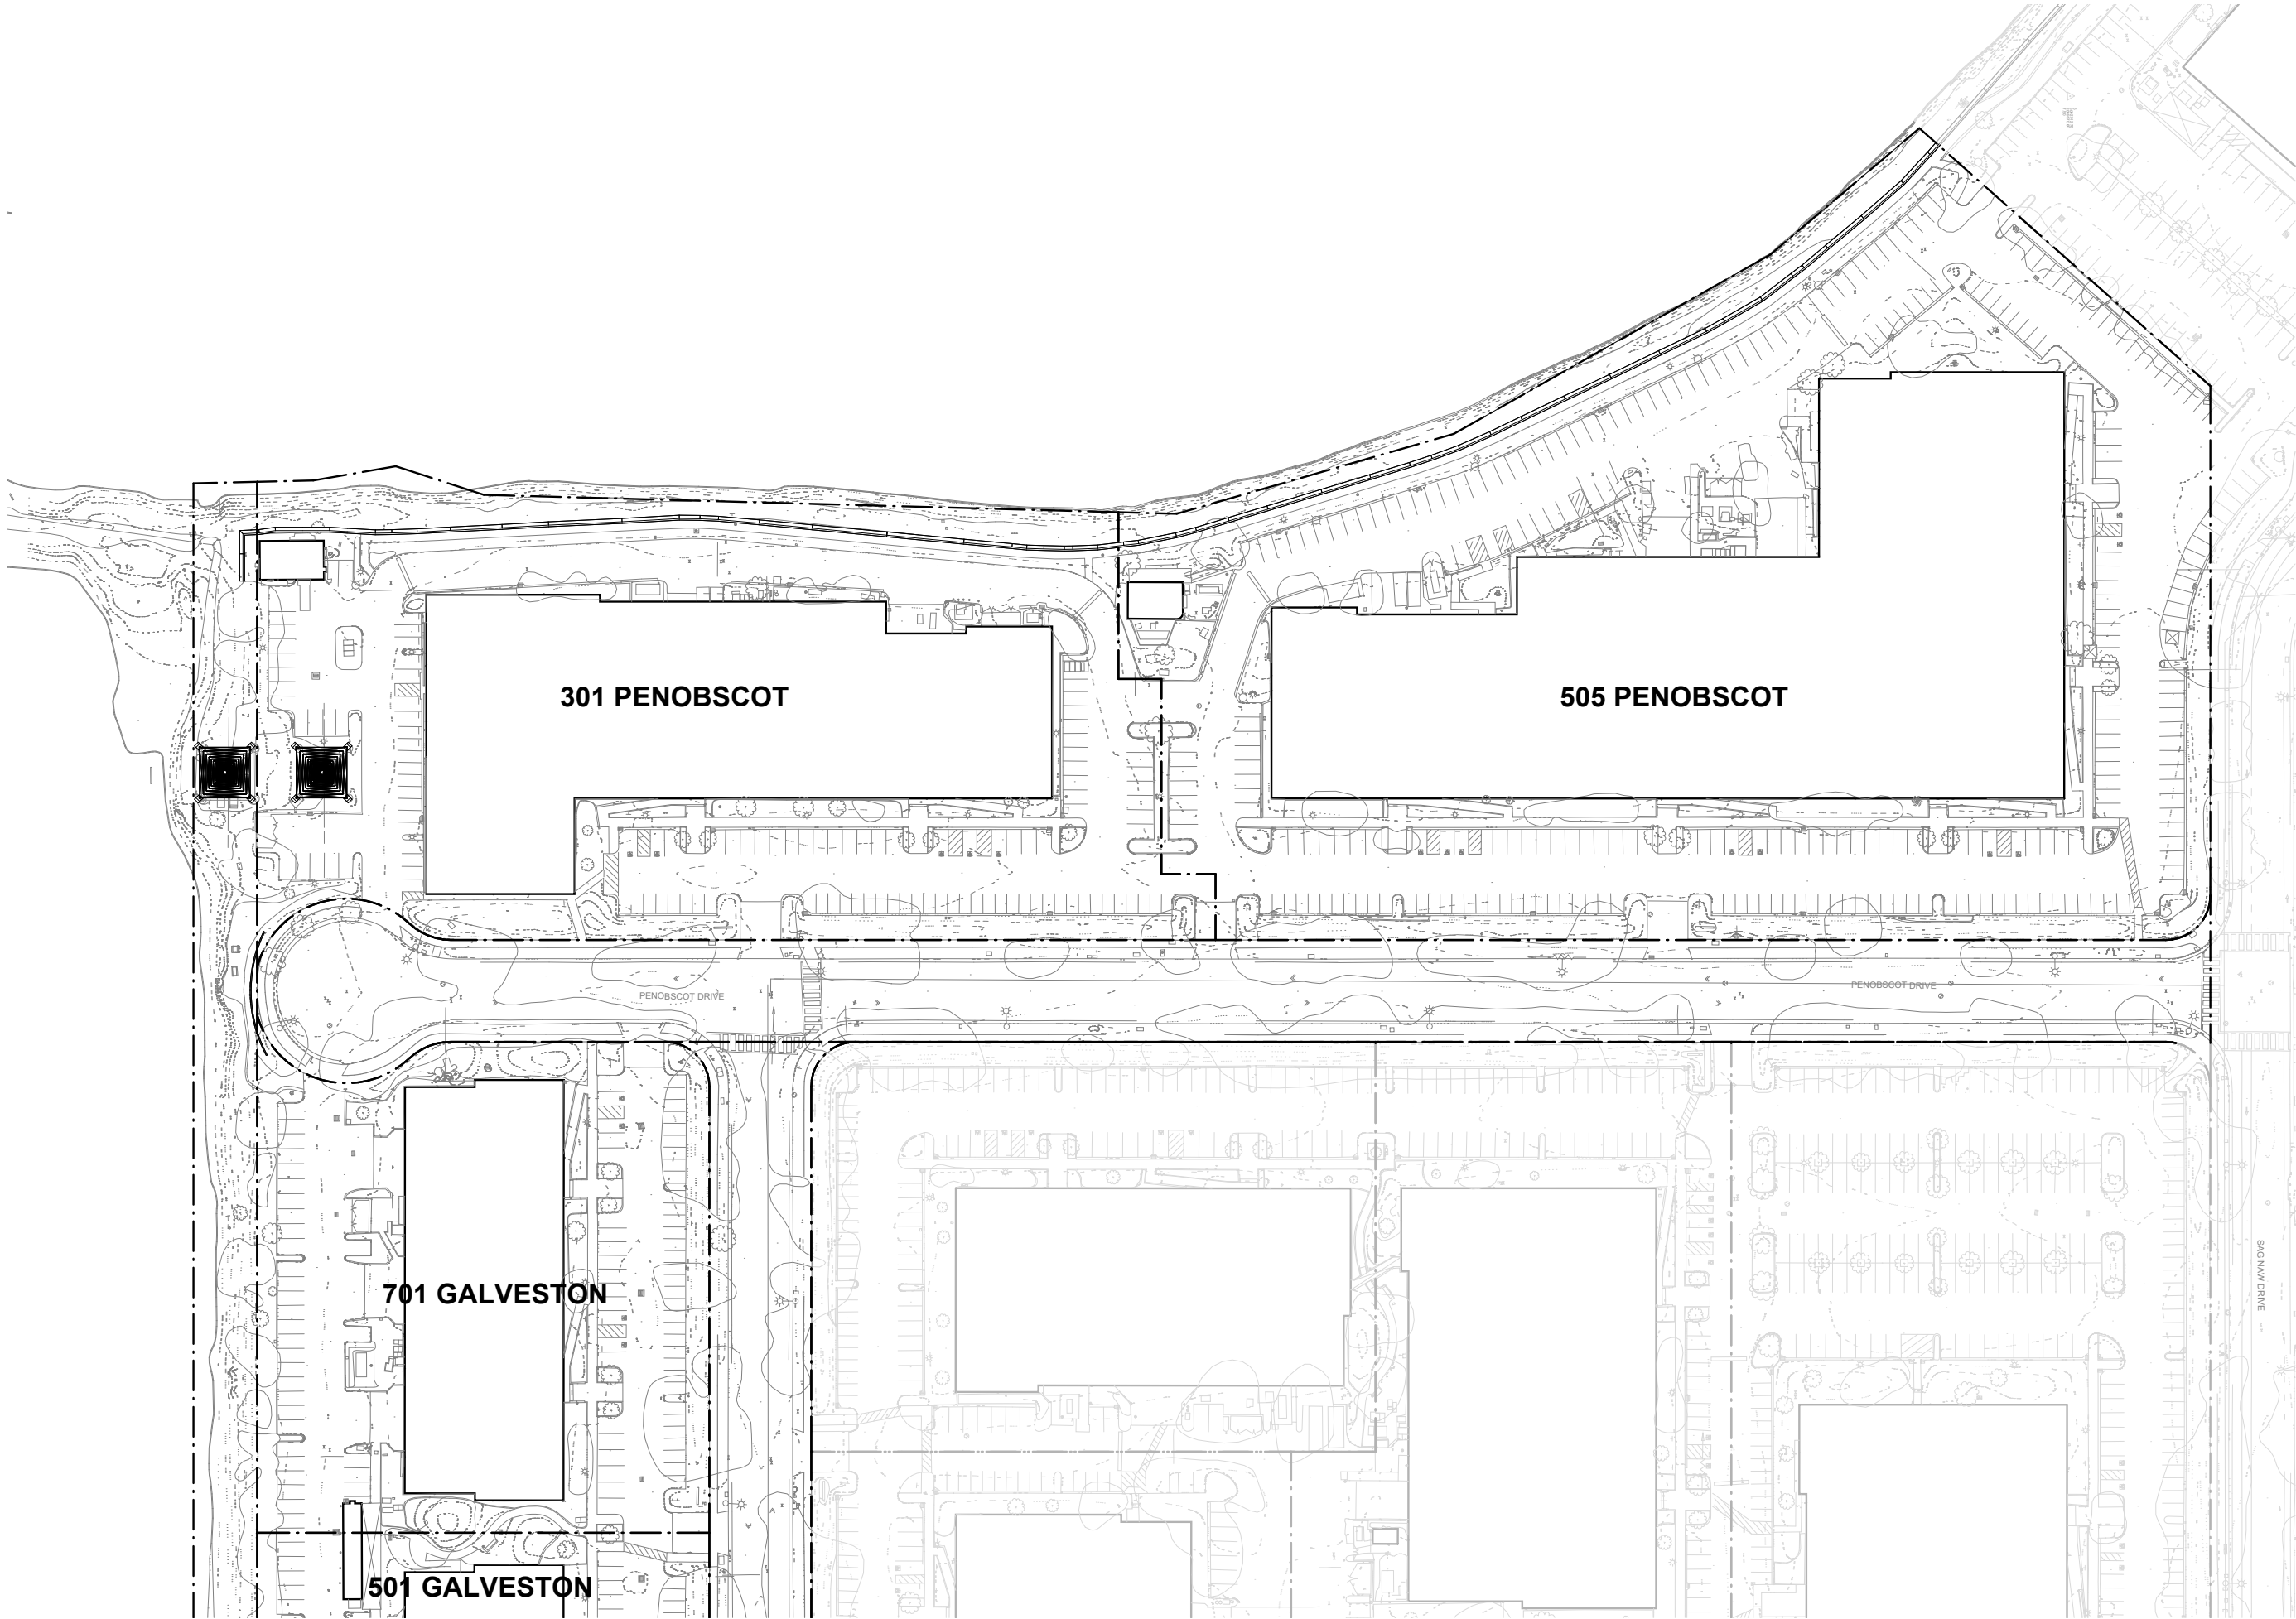 301 PENOBSCOT
505 PENOBSCOT
PENOBSCOT DRIVE
PENOBSCOT DRIVE
701 GALVESTON
SAGINAW DRIVE
501 GALVESTON